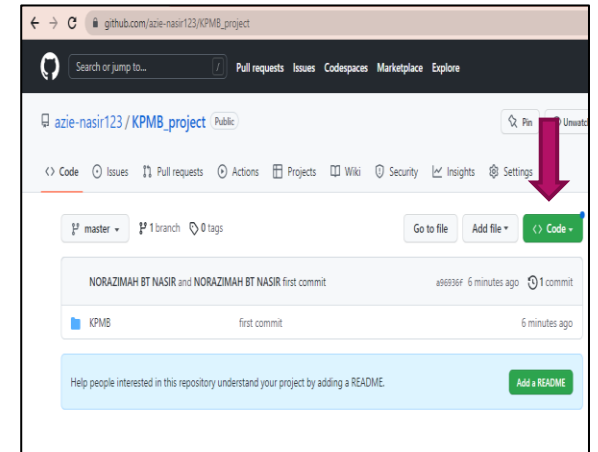 github.com/azie-nasir123/KPMB_project
Search or jump to... / Pull requests Issues Codespaces Marketplace Explore
azie-nasir123 / KPMB_project Public Pin Unwatc
<> Code Issues Pull requests Actions Projects Wiki Security Insights Settings
master 1 branch 0 tags Go to file Add file <> Code
NORAZIMAH BT NASIR and NORAZIMAH BT NASIR first commit a96936f 6 minutes ago 1 commit
KPMB first commit 6 minutes ago
Help people interested in this repository understand your project by adding a README. Add a README